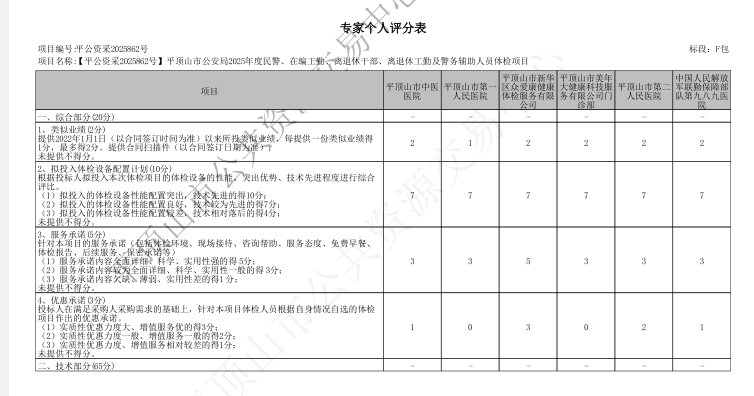 专家个人评分表
项目编号:平公资采2025862号
标段：F包
项目名称:【平公资采2025862号】平顶山市公安局2025年度民警、在编工勤、离退休干部、离退休工勤及警务辅助人员体检项目
项目
平顶山市中医
医院
平顶山市第一
人民医院
平顶山市新华
区众爱康健康
体检服务有限
公司
平顶山市美年
大健康科技服
务有限公司门
诊部
平顶山市第二
人民医院
中国人民解放
军联勤保障部
队第九八九医
院
一、综合部分(20分)
- - - - - -
1、类似业绩(2分)
提供2022年1月1日（以合同签订时间为准）以来所投类似业绩，每提供一份类似业绩得
1分，最多得2分。提供合同扫描件（以合同签订日期为准）。
未提供不得分。
2 1 2 2 2 2
2、拟投入体检设备配置计划(10分)
根据投标人拟投入本次体检项目的体检设备的性能，突出优势、技术先进程度进行综合
评比。
（1）拟投入的体检设备性能配置突出，技术先进的得10分；
（2）拟投入的体检设备性能配置良好，技术较为先进的得7分；
（3）拟投入的体检设备性能配置较差，技术相对落后的得4分；
未提供不得分。
7 7 7 7 7 7
3、服务承诺(5分)
针对本项目的服务承诺（包括体检环境、现场接待、咨询帮助、服务态度、免费早餐、
体检报告、后续服务、保密承诺等）
（1）服务承诺内容全面详细、科学、实用性强的得 5分；
（2）服务承诺内容较为全面详细、科学、实用性一般的得 3分；
（3）服务承诺内容欠缺、薄弱、实用性差的得1 分；
未提供不得分。
3 3 5 3 3 3
4、优惠承诺(3分)
投标人在满足采购人采购需求的基础上，针对本项目体检人员根据自身情况自选的体检
项目作出的优惠承诺。
（1）实质性优惠力度大、增值服务优的得3分；
（2）实质性优惠力度一般、增值服务一般的得2分；
（3）实质性优惠力度、增值服务相对较差的得1分；
未提供不得分。
1 0 3 0 2 1
二、技术部分(65分)
- - - - - -